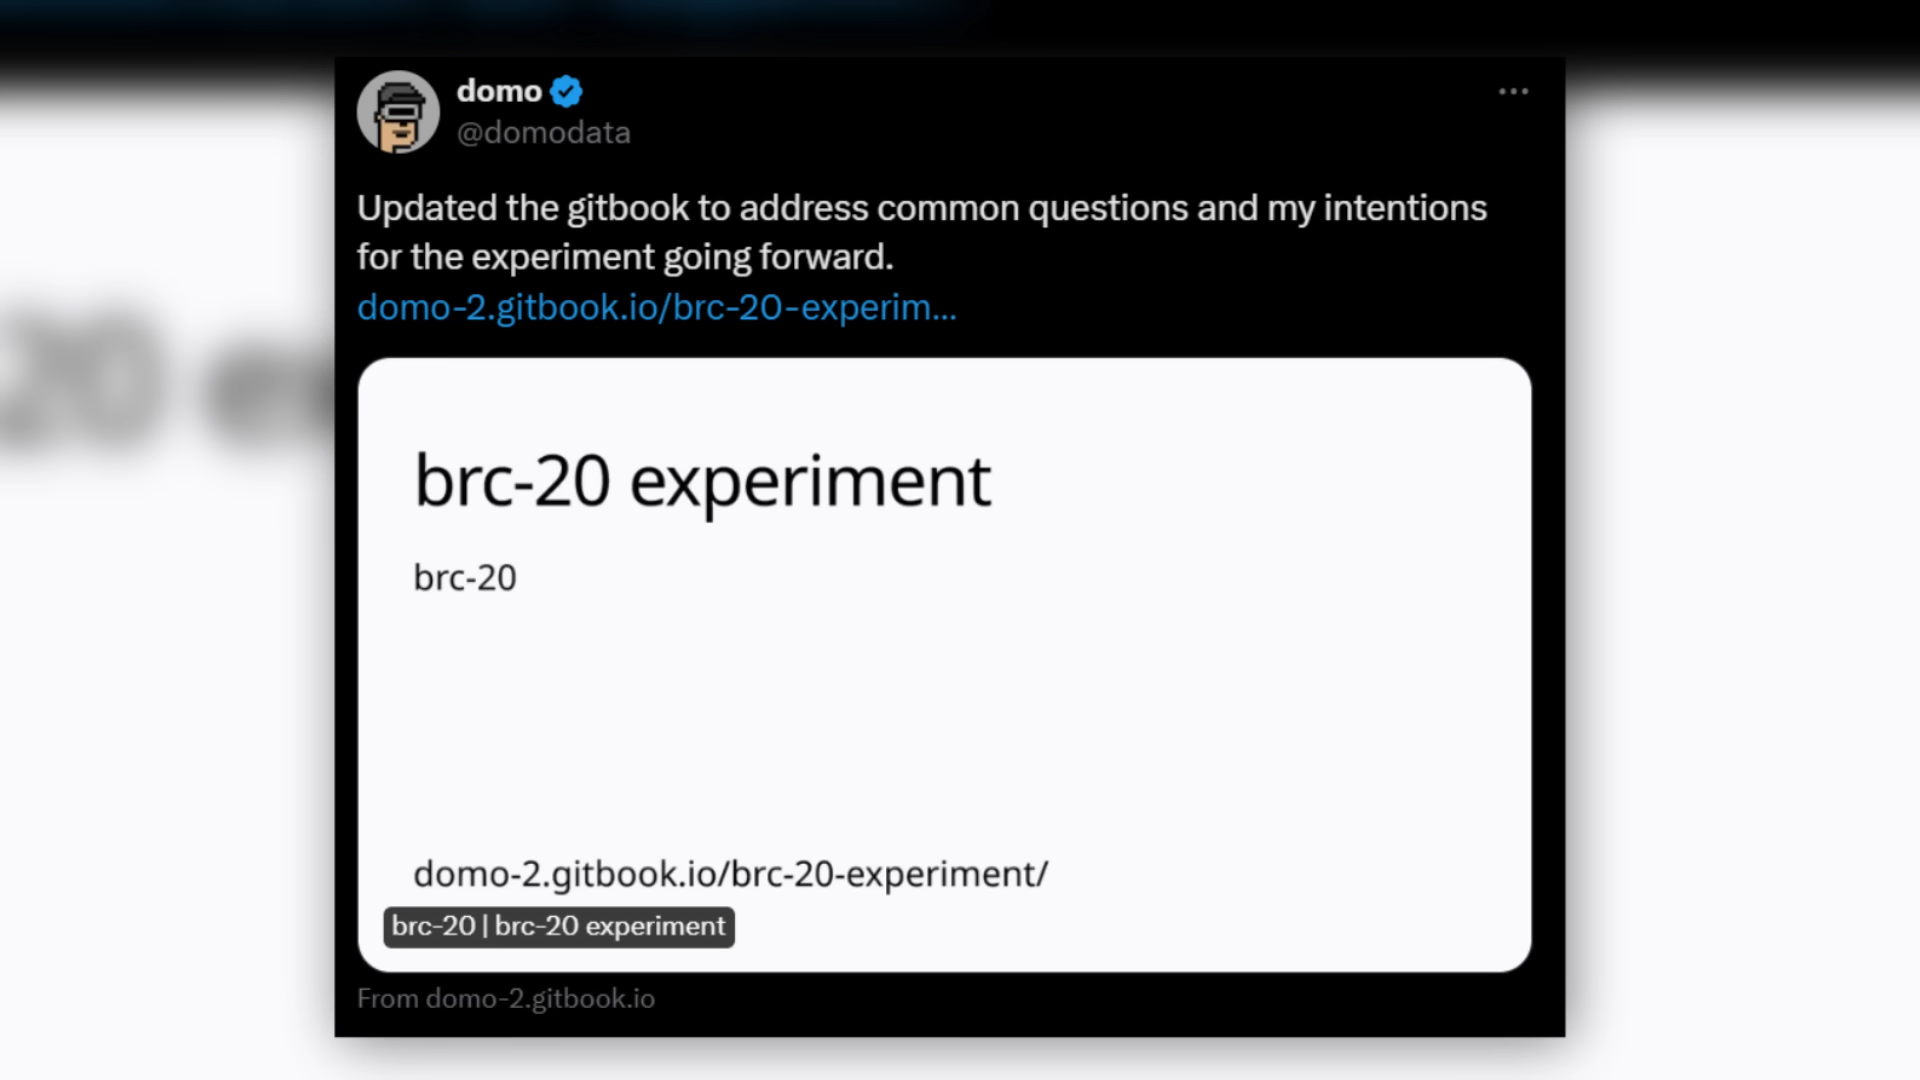 domo
@domodata
Updated the gitbook to address common questions and my intentions
for the experiment going forward.
domo-2.gitbook.io/brc-20-experim...
20 ex
brc-20 experiment
brc-20
domo-2.gitbook.io/brc-20-experiment/
brc-20 | brc-20 experiment
From domo-2.gitbook.io